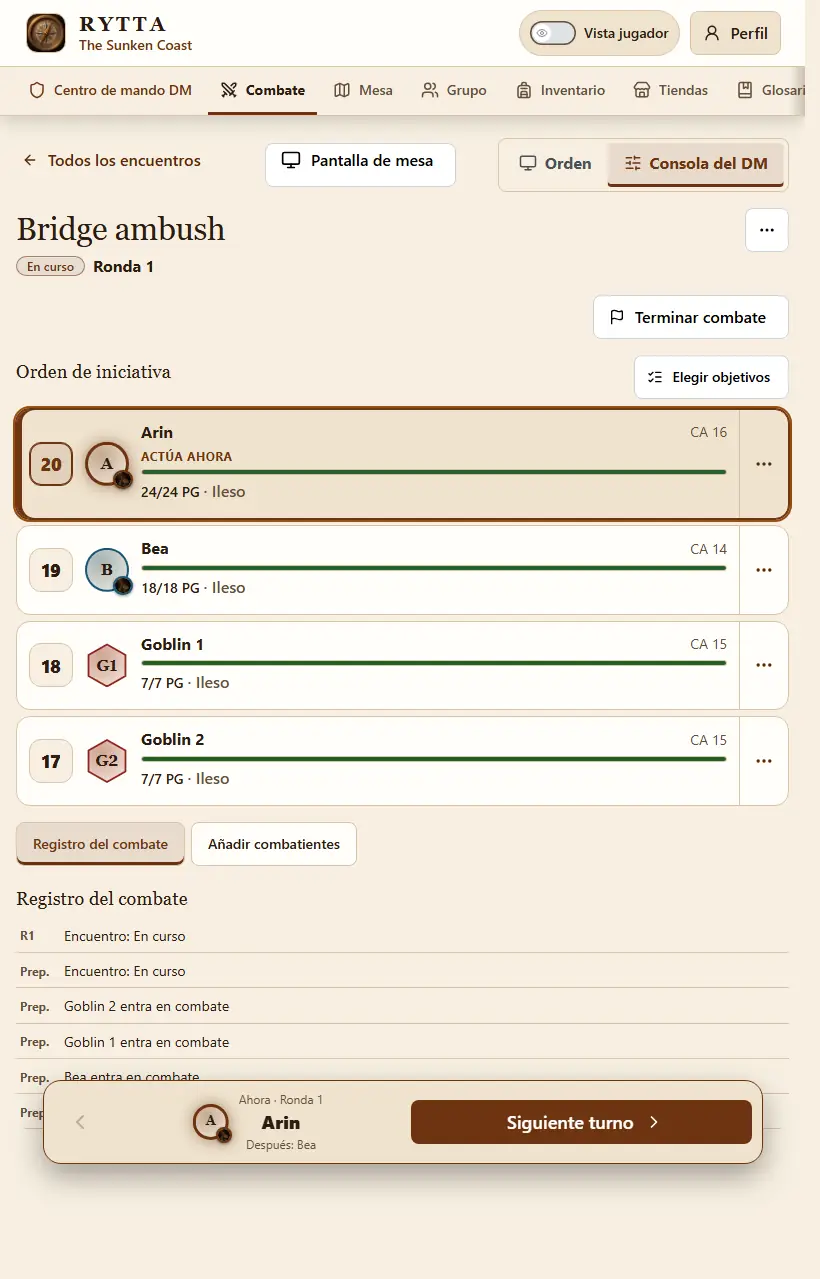 RYTTA
The Sunken Coast
Vista jugador
Perfil
Centro de mando DM
Combate
Mesa
Grupo
Inventario
Tiendas
Glosari
Todos los encuentros
Pantalla de mesa
Orden
Consola del DM
Bridge ambush
En curso
Ronda 1
Terminar combate
Orden de iniciativa
Elegir objetivos
20
A
Arin
CA 16
ACTÚA AHORA
24/24 PG · Ileso
19
B
Bea
CA 14
18/18 PG · Ileso
18
G1
Goblin 1
CA 15
7/7 PG · Ileso
17
G2
Goblin 2
CA 15
7/7 PG · Ileso
Registro del combate
Añadir combatientes
Registro del combate
R1 Encuentro: En curso
Prep. Encuentro: En curso
Prep. Goblin 2 entra en combate
Prep. Goblin 1 entra en combate
Prep. Bea entra en combate
Prep
A
Ahora · Ronda 1
Arin
Después: Bea
Siguiente turno